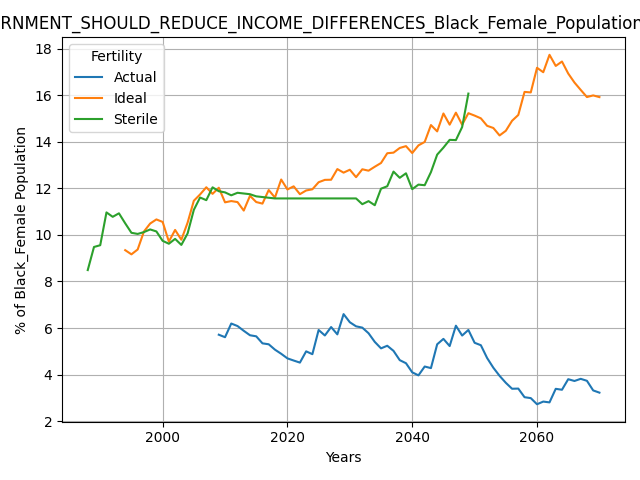 RNMENT_SHOULD_REDUCE_INCOME_DIFFERENCES_Black_Female_Population
Fertility
Actual
Ideal
Sterile
% of Black_Female Population
18
16
14
12
10
8
6
4
2
2000 2020 2040 2060
Years